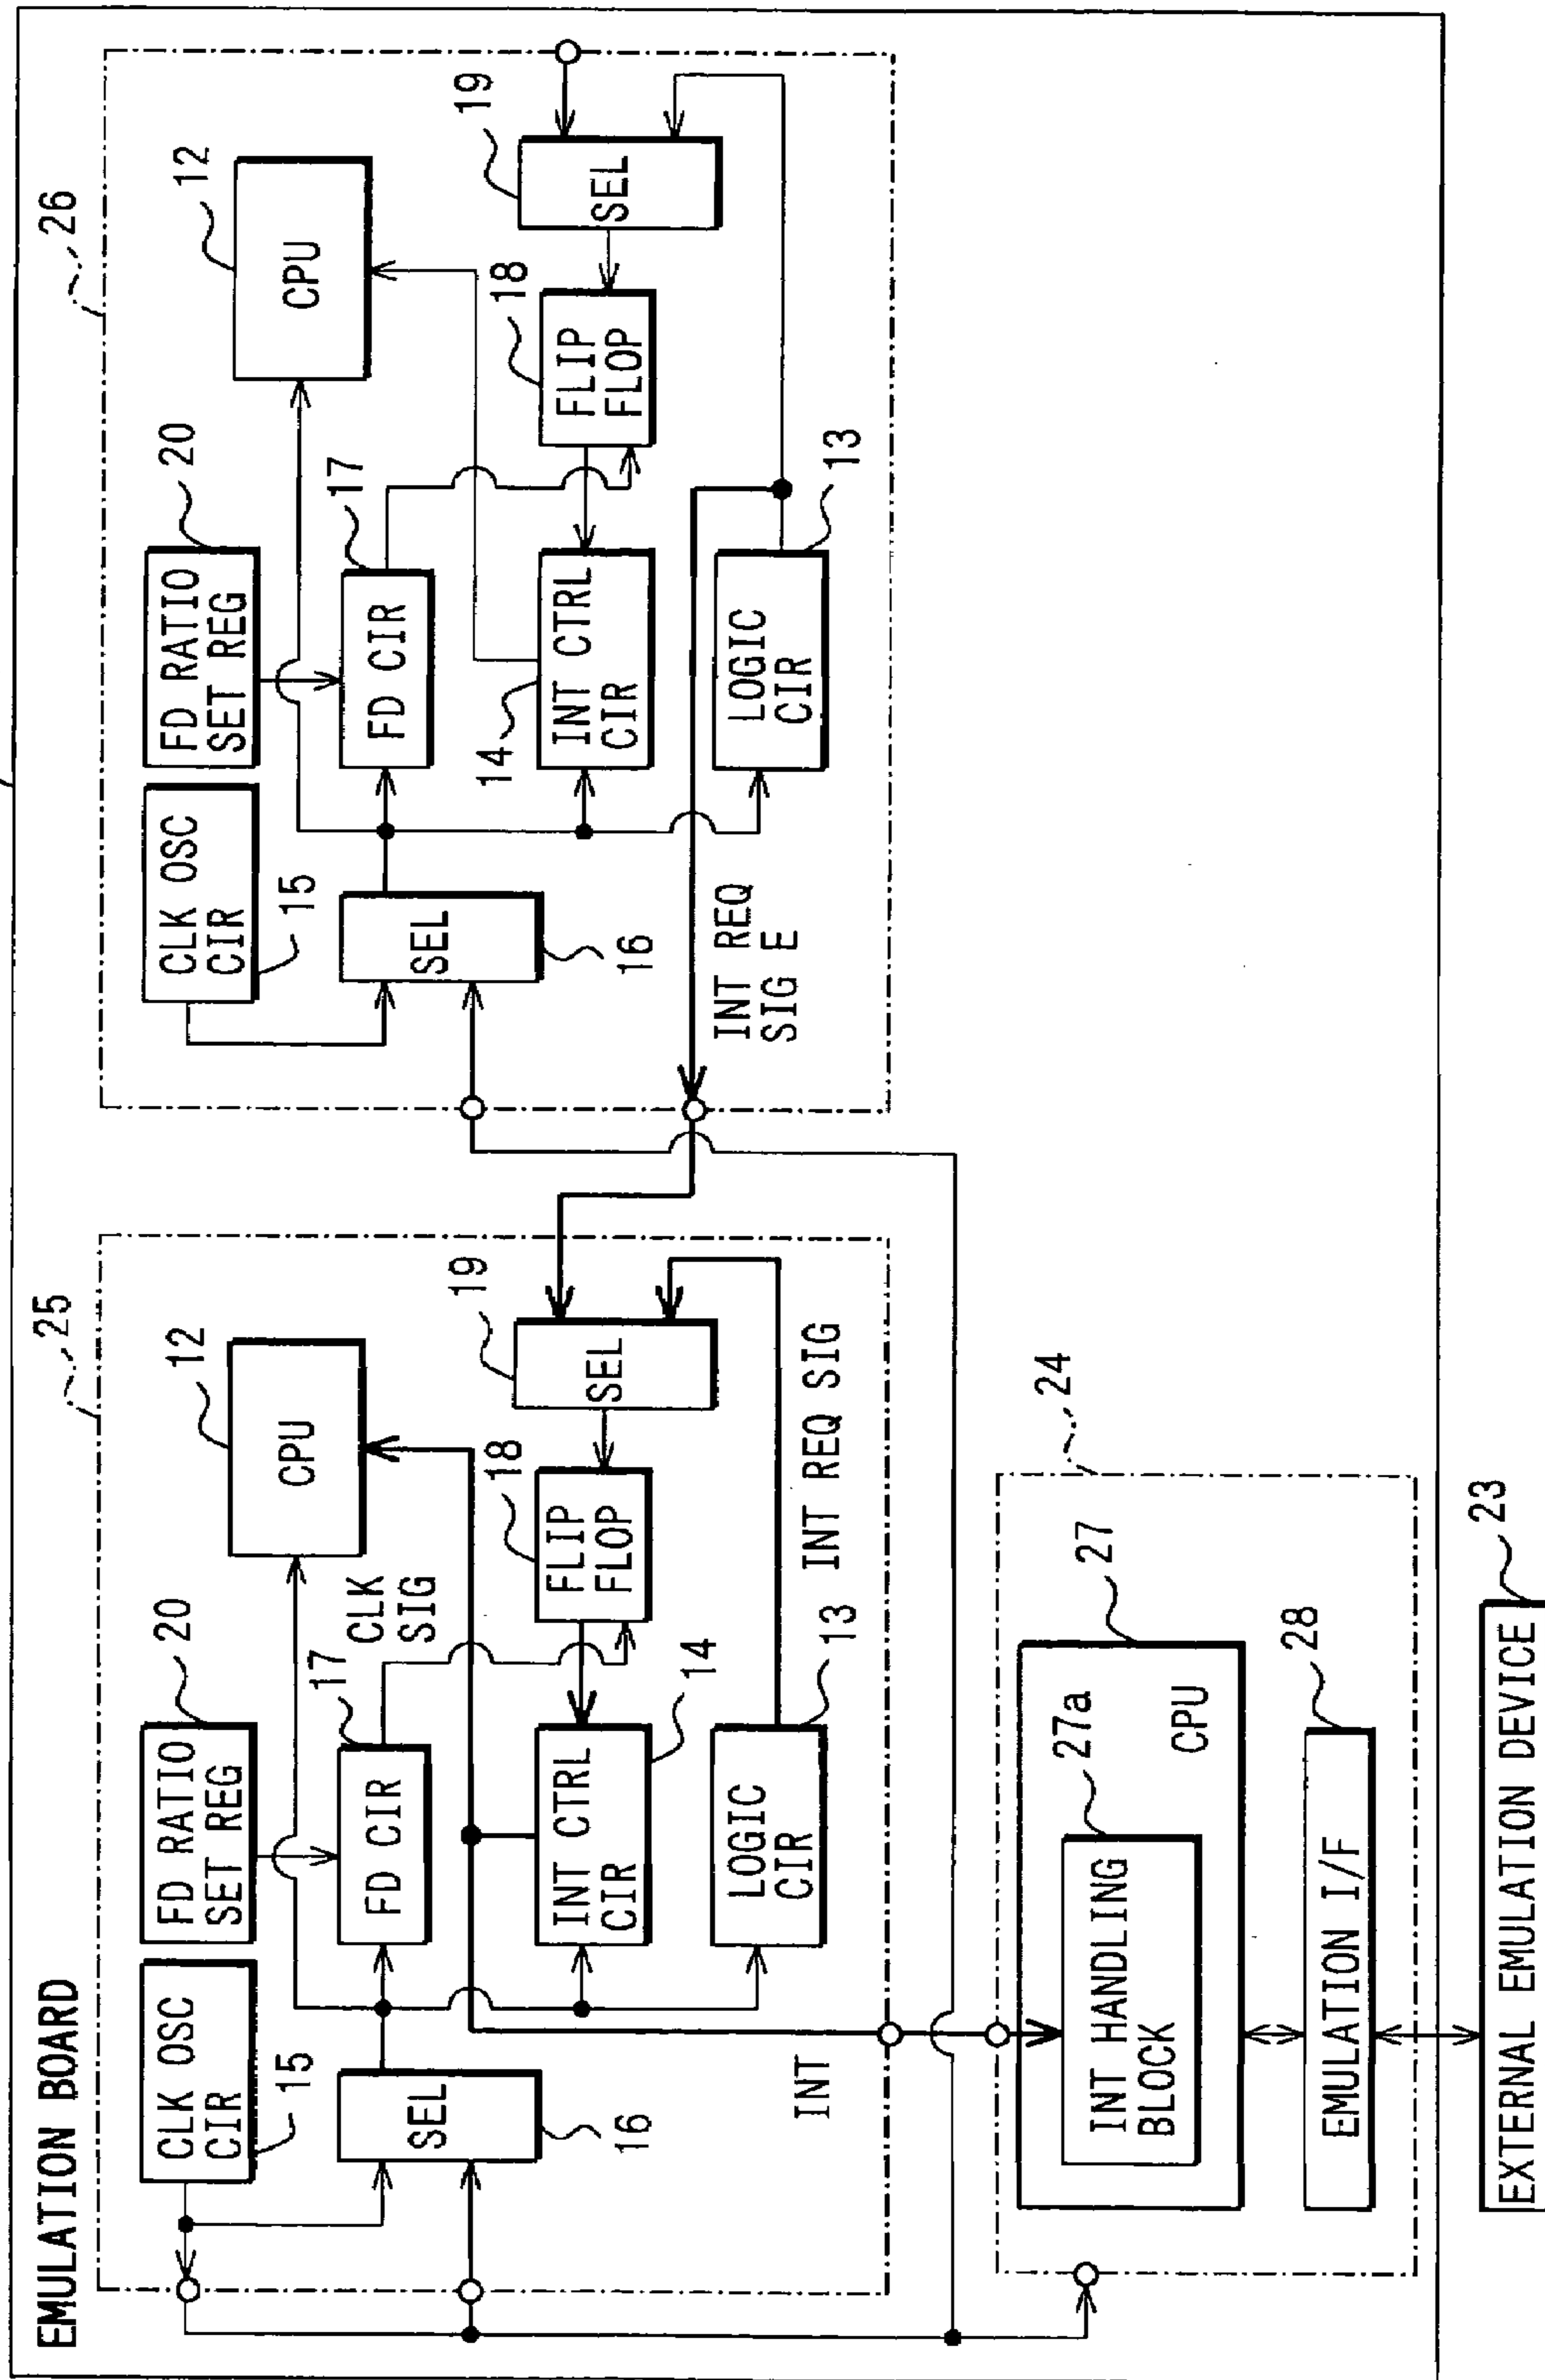 EMULATION BOARD
25
CLK OSC
CIR
15
FD RATIO
SET REG
20
12
CPU
SEL
16
FD CIR
17
CLK
SIG
INT CTRL
CIR
14
FLIP
FLOP
18
SEL
19
LOGIC
CIR
13
INT REQ SIG
INT
26
CLK OSC
CIR
15
FD RATIO
SET REG
20
12
CPU
SEL
16
FD CIR
17
INT CTRL
CIR
14
FLIP
FLOP
18
SEL
19
LOGIC
CIR
13
INT REQ
SIG E
24
27
27a
INT HANDLING
BLOCK
CPU
28
EMULATION I/F
EXTERNAL EMULATION DEVICE
23